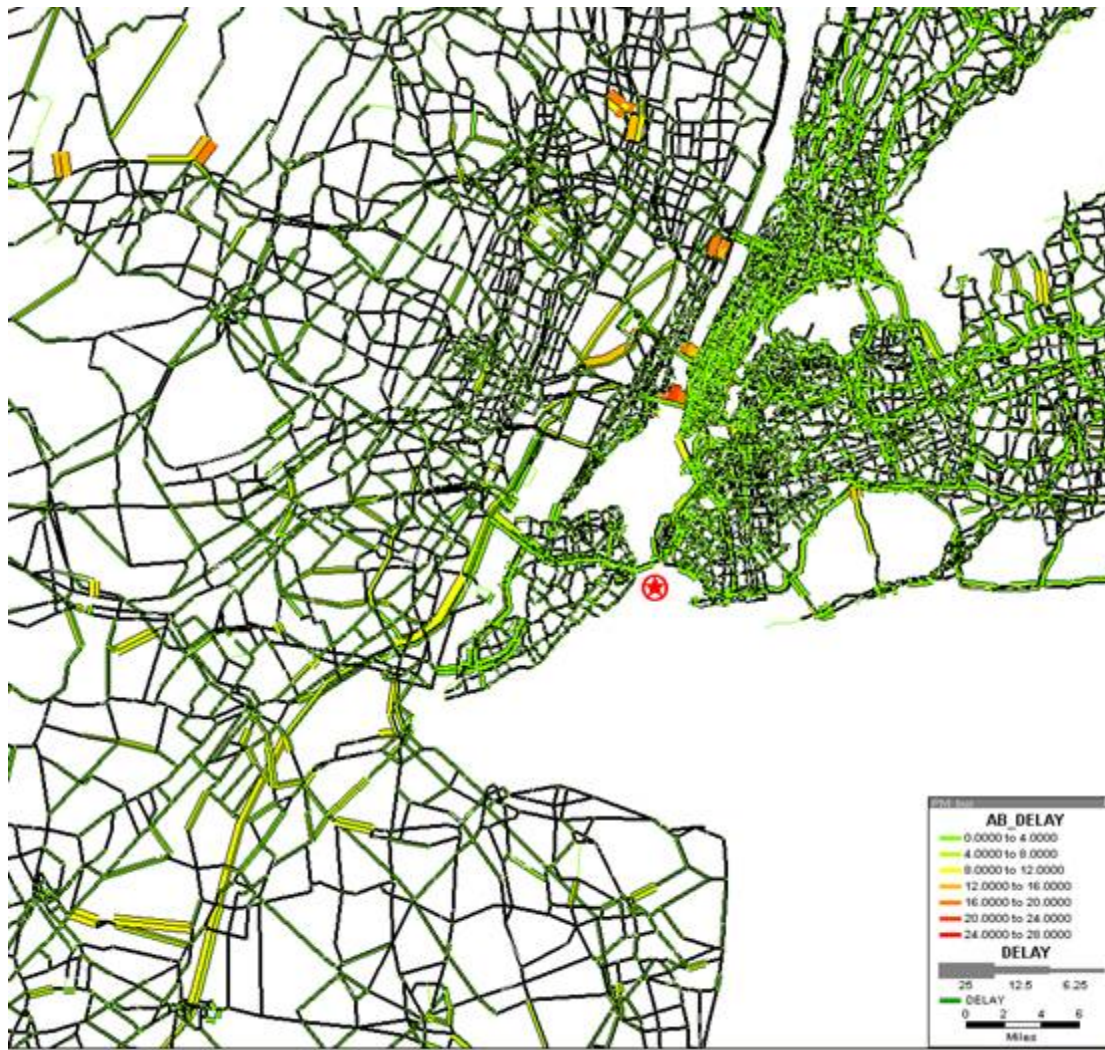 AB_DELAY
0.0000 to 4.0000
4.0000 to 8.0000
8.0000 to 12.0000
12.0000 to 16.0000
16.0000 to 20.0000
20.0000 to 24.0000
24.0000 to 28.0000
DELAY
25 12.5 6.25
DELAY
0 2 4 6
Miles